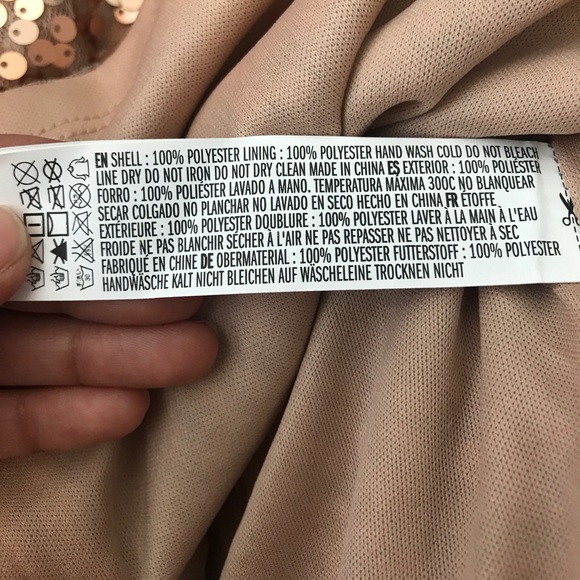 EN SHELL : 100% POLYESTER LINING : 100% POLYESTER HAND WASH COLD DO NOT BLEACH
LINE DRY DO NOT IRON DO NOT DRY CLEAN MADE IN CHINA ES EXTERIOR : 100% POLIÉSTER
FORRO : 100% POLIÉSTER LAVADO A MANO. TEMPERATURA MÁXIMA 300C NO BLANQUEAR
SECAR COLGADO NO PLANCHAR NO LAVADO EN SECO HECHO EN CHINA FR ÉTOFFE
EXTÉRIEURE : 100% POLYESTER DOUBLURE : 100% POLYESTER LAVER À LA MAIN À L'EAU
FROIDE NE PAS BLANCHIR SÉCHER À L'AIR NE PAS REPASSER NE PAS NETTOYER À SEC
FABRIQUÉ EN CHINE DE OBERMATERIAL : 100% POLYESTER FUTTERSTOFF : 100% POLYESTER
HANDWÄSCHE KALT NICHT BLEICHEN AUF WÄSCHELEINE TROCKNEN NICHT